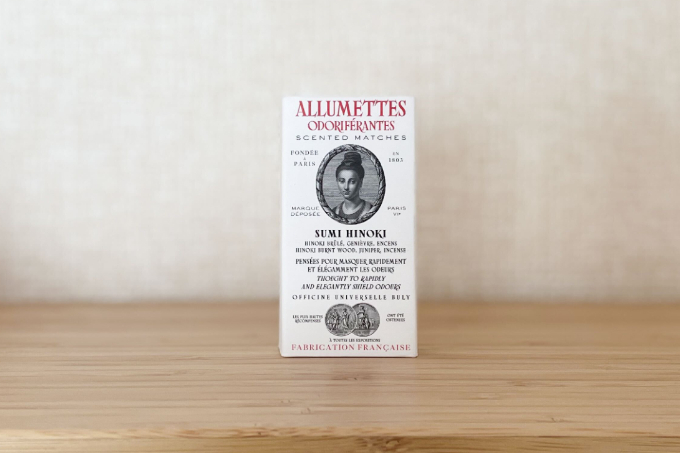 ALLUMETTES
ODORIFÉRANTES
SCENTED MATCHES
FONDÉE
à
PARIS
EN
1803
MARQUE
DÉPOSÉE
PARIS
VIe
SUMI HINOKI
HINOKI BRÛLÉ, GENIÈVRE, ENCENS
HINOKI BURNT WOOD, JUNIPER, INCENSE
PENSÉES POUR MASQUER RAPIDEMENT
ET ÉLÉGAMMENT LES ODEURS
THOUGHT TO RAPIDLY
AND ELEGANTLY SHIELD ODOURS
OFFICINE UNIVERSELLE BULY
LES PLUS HAUTES
RÉCOMPENSES
ONT ÉTÉ
OBTENUES
À TOUTES LES EXPOSITIONS
FABRICATION FRANÇAISE